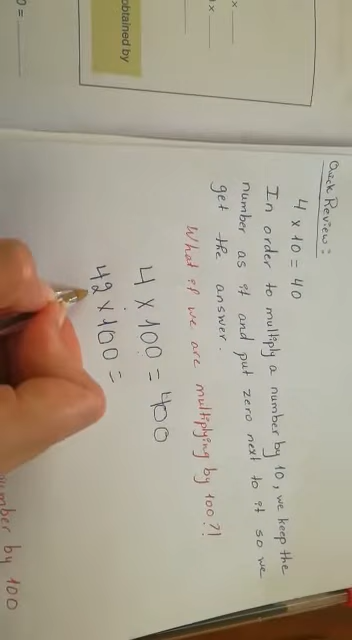 obtained by
Quick Review:
4 x 10 = 40
In order to multiply a number by 10, we keep the
number as it and put zero next to it so we
get the answer.
What if we are multiplying by 100?!
4 x 100 = 400
42 x 100 =
number by 100